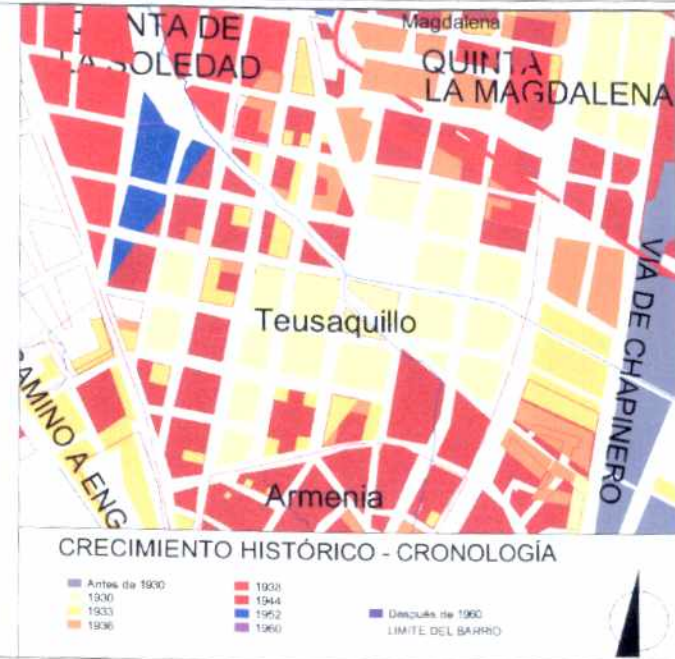 NTA DE
LA SOLEDAD
Magdalena
QUINTA
LA MAGDALENA
VIA DE CHAPINERO
Teusaquillo
CAMINO A ENG
Armenia
CRECIMIENTO HISTÓRICO - CRONOLOGÍA
Antes de 1930
1930
1933
1936
1938
1944
1952
1960
Después de 1960
LIMITE DEL BARRIO